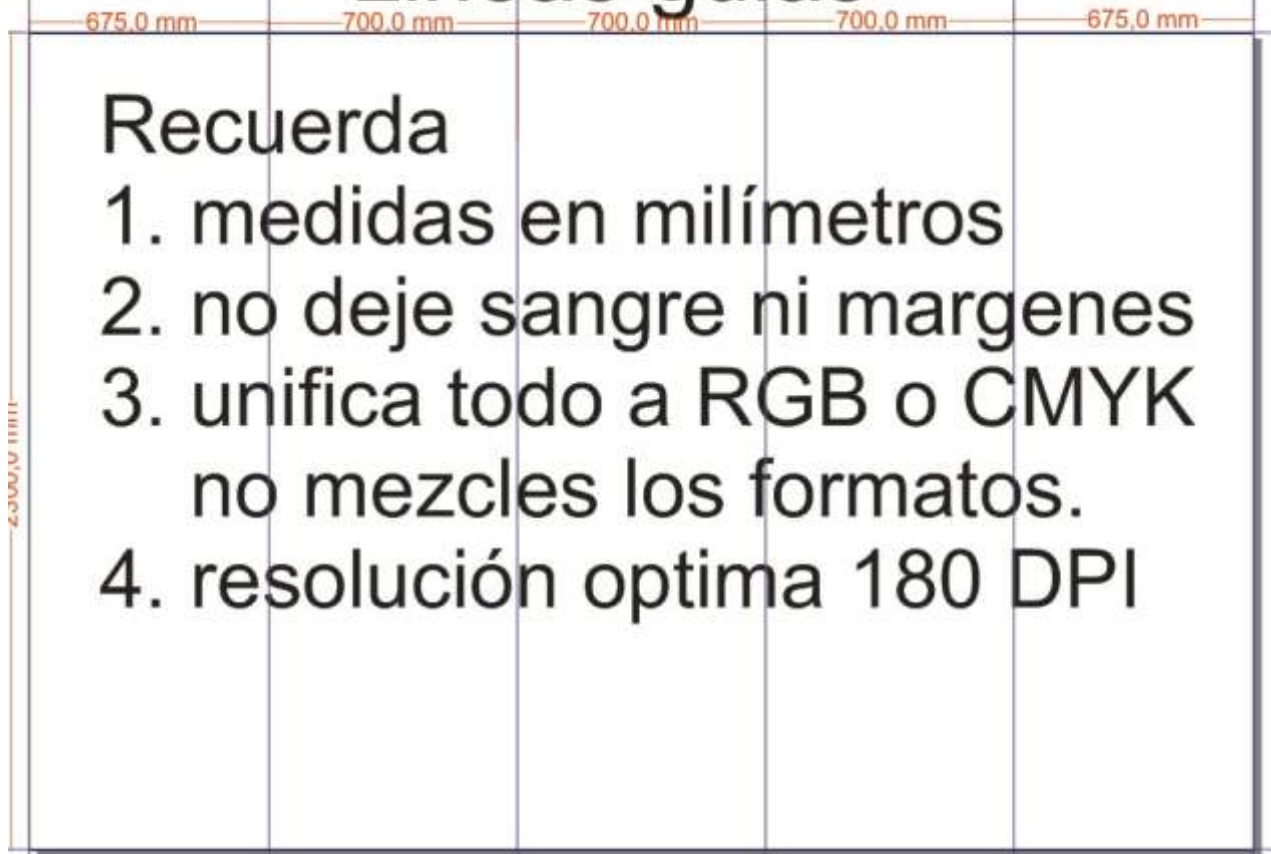 675,0 mm 700,0 mm 700,0 mm 700,0 mm 675,0 mm
Recuerda
1. medidas en milímetros
2. no deje sangre ni margenes
3. unifica todo a RGB o CMYK
no mezcles los formatos.
4. resolución optima 180 DPI